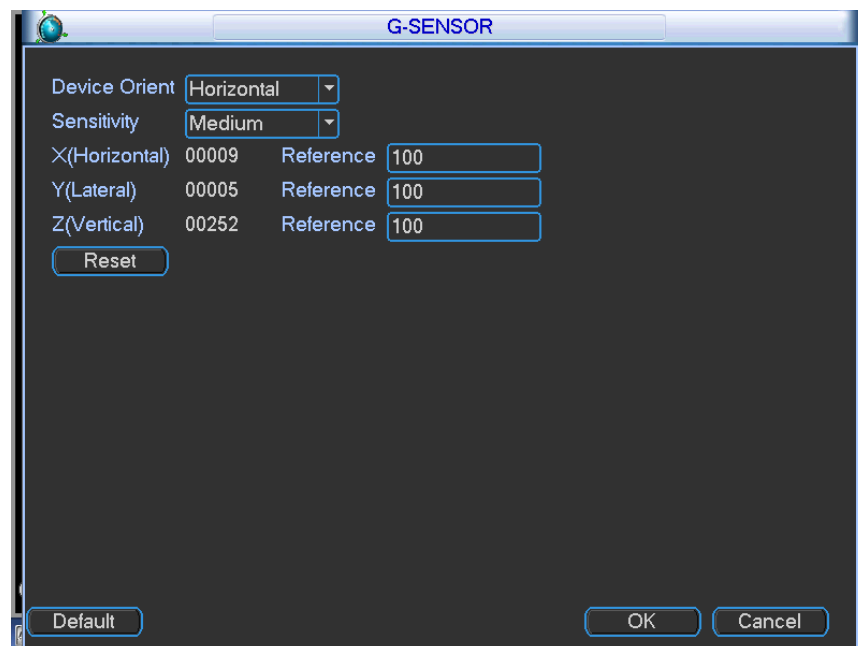 G-SENSOR
Device Orient Horizontal
Sensitivity Medium
X(Horizontal) 00009 Reference 100
Y(Lateral) 00005 Reference 100
Z(Vertical) 00252 Reference 100
Reset
Default OK Cancel